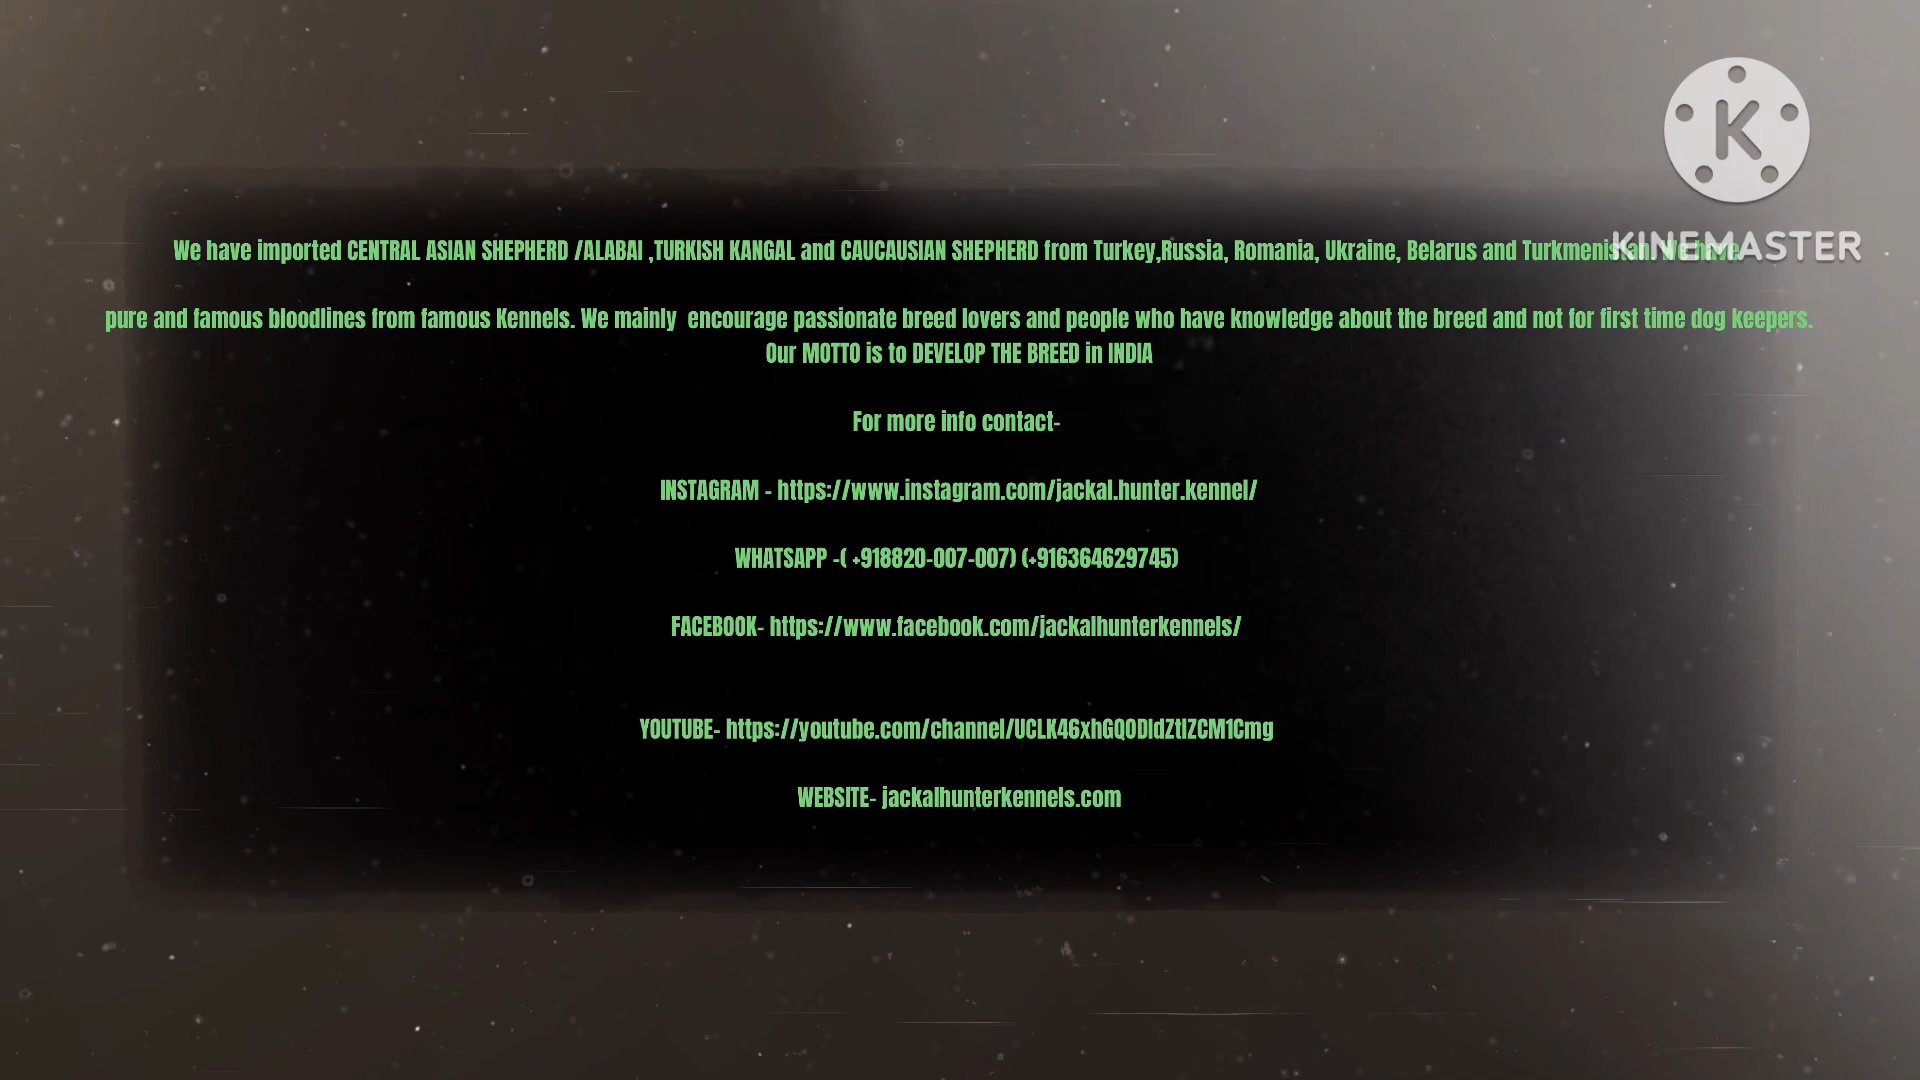 We have imported CENTRAL ASIAN SHEPHERD /ALABAI ,TURKISH KANGAL and CAUCAUSIAN SHEPHERD from Turkey,Russia, Romania, Ukraine, Belarus and Turkmenistan. We have
pure and famous bloodlines from famous Kennels. We mainly  encourage passionate breed lovers and people who have knowledge about the breed and not for first time dog keepers.
Our MOTTO is to DEVELOP THE BREED in INDIA
For more info contact-
INSTAGRAM - https://www.instagram.com/jackal.hunter.kennel/
WHATSAPP -( +918820-007-007) (+916364629745)
FACEBOOK- https://www.facebook.com/jackalhunterkennels/
YOUTUBE- https://youtube.com/channel/UCLK46xhGQODldZtlZCM1Cmg
WEBSITE- jackalhunterkennels.com
K
KINEMASTER